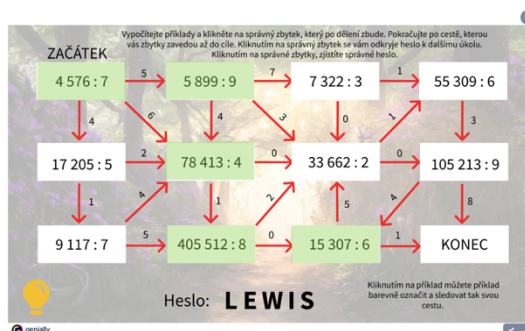 Vypočítejte příklady a klikněte na správný zbytek, který po dělení zbude. Pokračujte po cestě, kterou
vás zbytky zavedou až do cíle. Kliknutím na správný zbytek se vám odkryje heslo k dalšímu úkolu.
Kliknutím na správné zbytky, zjistíte správné heslo.
ZAČÁTEK
4 576 : 7 5 5 899 : 9 7 7 322 : 3 1 55 309 : 6
4 6 4 3 0 1 3
17 205 : 5 2 78 413 : 4 0 33 662 : 2 0 105 213 : 9
1 4 1 2 5 4 8
9 117 : 7 5 405 512 : 8 0 15 307 : 6 1 KONEC
Heslo: LEWIS
Kliknutím na příklad můžete příklad
barevně označit a sledovat tak svou
cestu.
genially